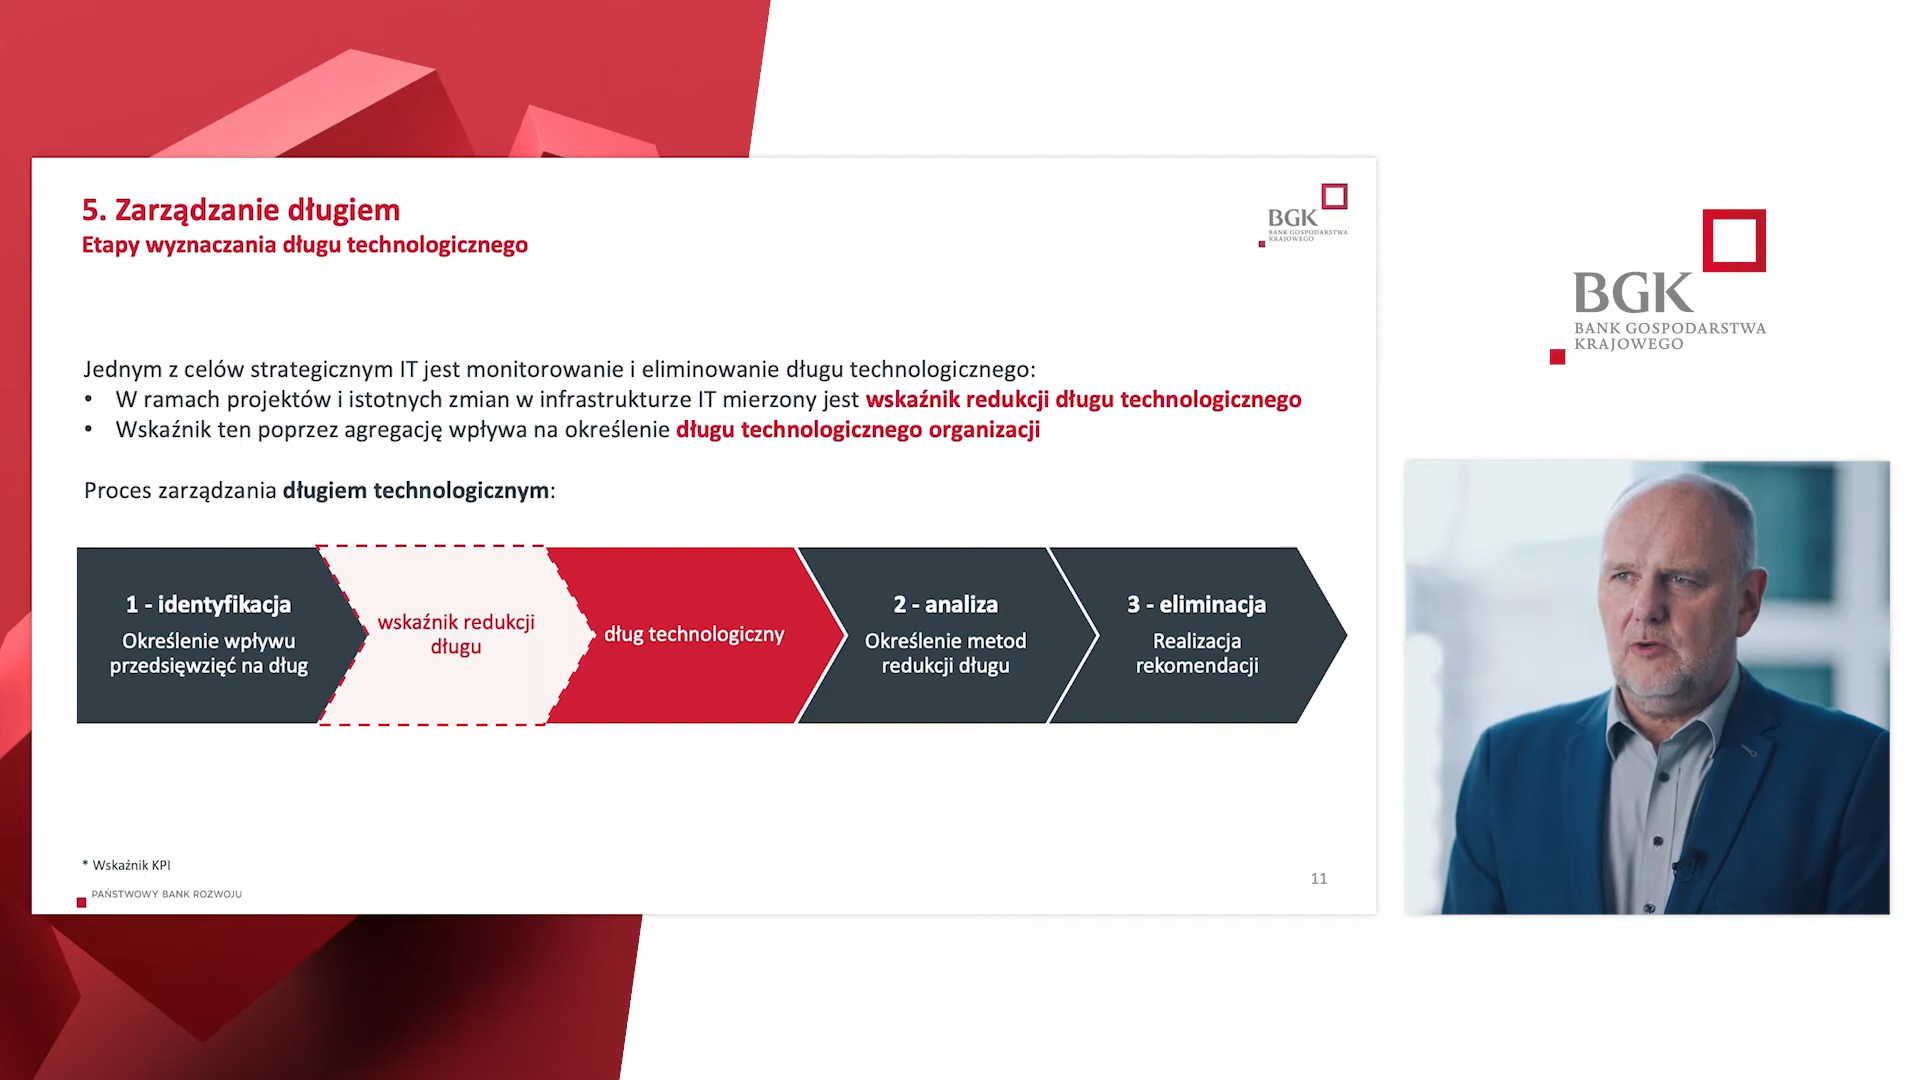 5. Zarządzanie długiem
Etapy wyznaczania długu technologicznego
BGK
BANK GOSPODARSTWA
KRAJOWEGO
Jednym z celów strategicznym IT jest monitorowanie i eliminowanie długu technologicznego:
• W ramach projektów i istotnych zmian w infrastrukturze IT mierzony jest wskaźnik redukcji długu technologicznego
• Wskaźnik ten poprzez agregację wpływa na określenie długu technologicznego organizacji
Proces zarządzania długiem technologicznym:
1 - identyfikacja
Określenie wpływu
przedsięwzięć na dług
wskaźnik redukcji
długu
dług technologiczny
2 - analiza
Określenie metod
redukcji długu
3 - eliminacja
Realizacja
rekomendacji
* Wskaźnik KPI
PAŃSTWOWY BANK ROZWOJU
11
BGK
BANK GOSPODARSTWA
KRAJOWEGO